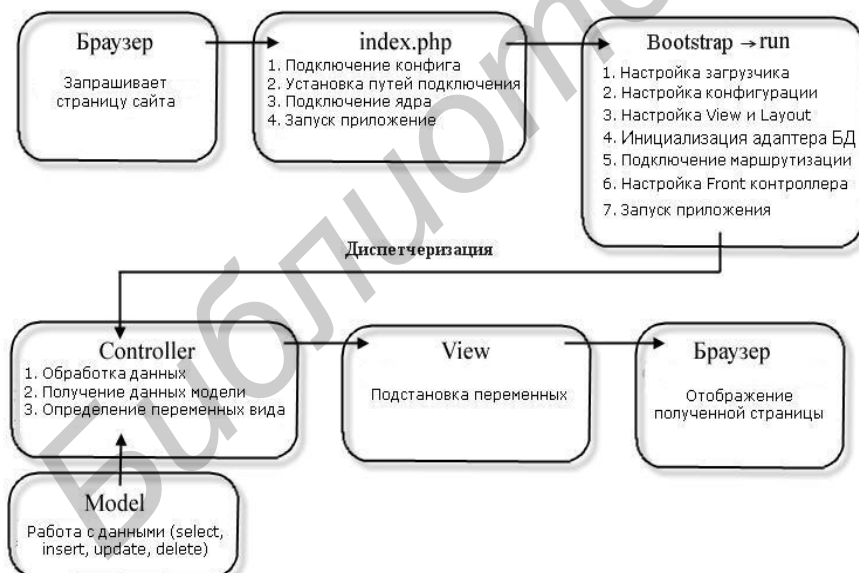 Браузер
Запрашивает
страницу сайта
index.php
1. Подключение конфига
2. Установка путей подключения
3. Подключение ядра
4. Запуск приложение
Bootstrap → run
1. Настройка загрузчика
2. Настройка конфигурации
3. Настройка View и Layout
4. Инициализация адаптера БД
5. Подключение маршрутизации
6. Настройка Front контроллера
7. Запуск приложения
Диспетчеризация
Controller
1. Обработка данных
2. Получение данных модели
3. Определение переменных вида
View
Подстановка переменных
Браузер
Отображение
полученной страницы
Model
Работа с данными (select,
insert, update, delete)